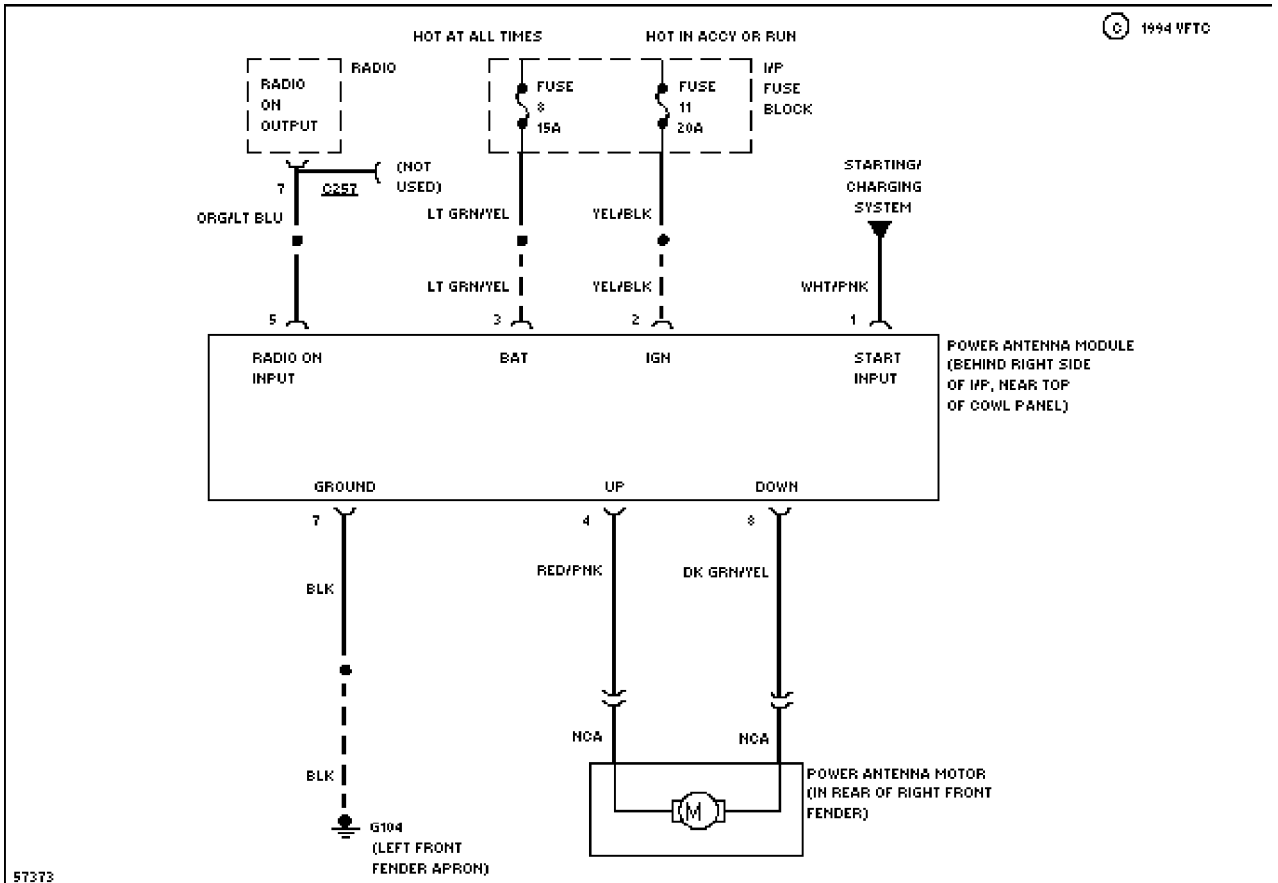 © 1994 VFTC
HOT AT ALL TIMES
HOT IN ACCY OR RUN
RADIO
ON
OUTPUT
RADIO
FUSE
8
15A
FUSE
11
20A
I/P
FUSE
BLOCK
(NOT
USED)
7
C257
STARTING/
CHARGING
SYSTEM
ORG/LT BLU
LT GRN/YEL
YEL/BLK
LT GRN/YEL
YEL/BLK
WHT/PNK
5
3
2
1
RADIO ON
INPUT
BAT
IGN
START
INPUT
POWER ANTENNA MODULE
(BEHIND RIGHT SIDE
OF I/P, NEAR TOP
OF COWL PANEL)
GROUND
UP
DOWN
7
4
8
BLK
RED/PNK
DK GRN/YEL
NCA
NCA
BLK
M
POWER ANTENNA MOTOR
(IN REAR OF RIGHT FRONT
FENDER)
G104
(LEFT FRONT
FENDER APRON)
97373